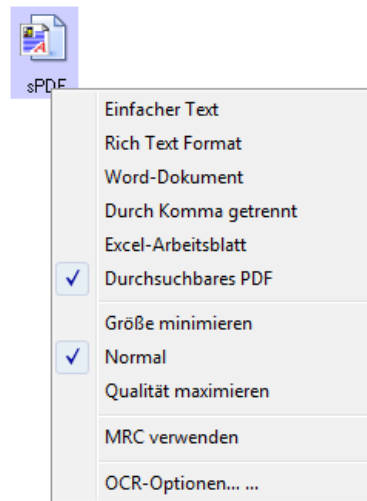 sPDF
Einfacher Text
Rich Text Format
Word-Dokument
Durch Komma getrennt
Excel-Arbeitsblatt
Durchsuchbares PDF
Größe minimieren
Normal
Qualität maximieren
MRC verwenden
OCR-Optionen... ...